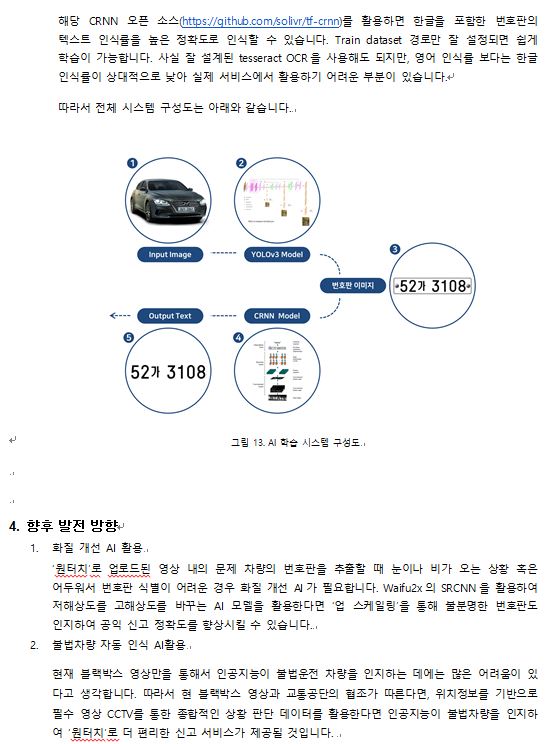 해당 CRNN 오픈 소스(https://github.com/solivr/tf-crnn)를 활용하면 한글을 포함한 번호판의
텍스트 인식률을 높은 정확도로 인식할 수 있습니다. Train dataset 경로만 잘 설정되면 쉽게
학습이 가능합니다. 사실 잘 설계된 tesseract OCR을 사용해도 되지만, 영어 인식률 보다는 한글
인식률이 상대적으로 낮아 실제 서비스에서 활용하기 어려운 부분이 있습니다.
따라서 전체 시스템 구성도는 아래와 같습니다.
1
2
Input Image
YOLOv3 Model
3
번호판 이미지
52가 3108
Output Text
CRNN Model
5
4
52가 3108
그림 13. AI 학습 시스템 구성도
4. 향후 발전 방향
1. 화질 개선 AI 활용
'원터치'로 업로드된 영상 내의 문제 차량의 번호판을 추출할 때 눈이나 비가 오는 상황 혹은
어두워서 번호판 식별이 어려운 경우 화질 개선 AI가 필요합니다. Waifu2x의 SRCNN을 활용하여
저해상도를 고해상도를 바꾸는 AI 모델을 활용한다면 '업 스케일링'을 통해 불분명한 번호판도
인지하여 공익 신고 정확도를 향상시킬 수 있습니다.
2. 불법차량 자동 인식 AI활용
현재 블랙박스 영상만을 통해서 인공지능이 불법운전 차량을 인지하는 데에는 많은 어려움이 있
다고 생각합니다. 따라서 현 블랙박스 영상과 교통공단의 협조가 따른다면, 위치정보를 기반으로
필수 영상 CCTV를 통한 종합적인 상황 판단 데이터를 활용한다면 인공지능이 불법차량을 인지하
여 '원터치'로 더 편리한 신고 서비스가 제공될 것입니다.